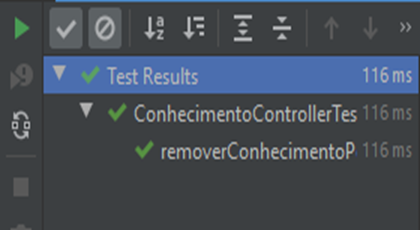 Test Results 116 ms
ConhecimentoControllerTes 116 ms
removerConhecimentoP 116 ms